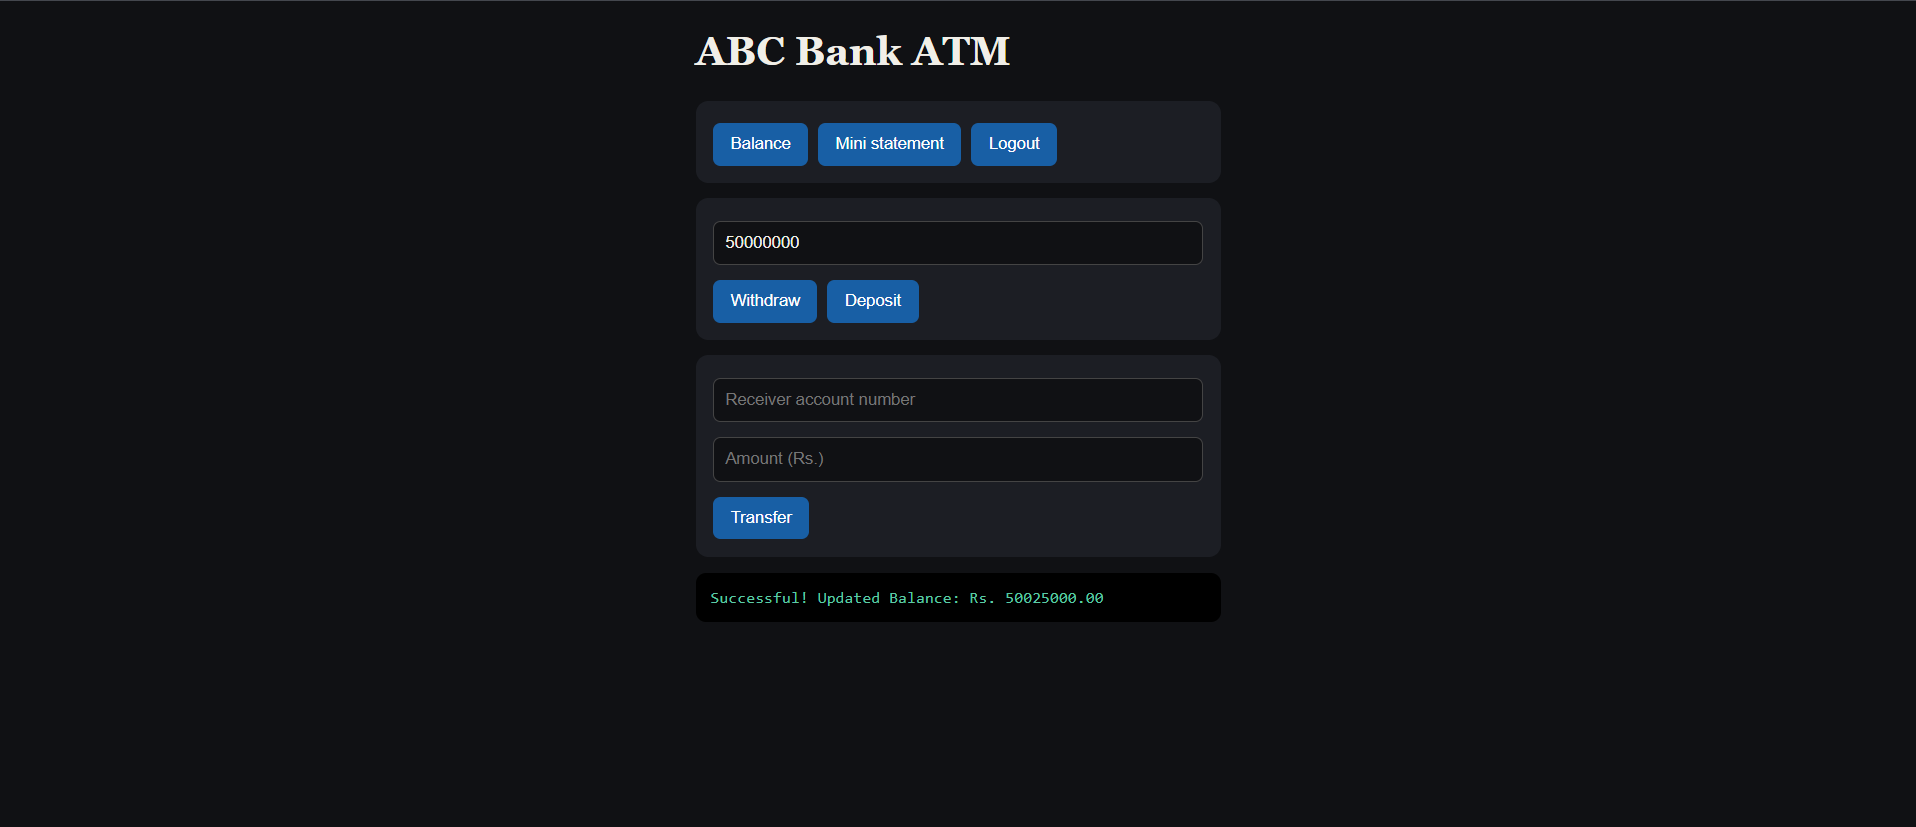 ABC Bank ATM
Balance Mini statement Logout
50000000
Withdraw Deposit
Receiver account number
Amount (Rs.)
Transfer
Successful! Updated Balance: Rs. 50025000.00